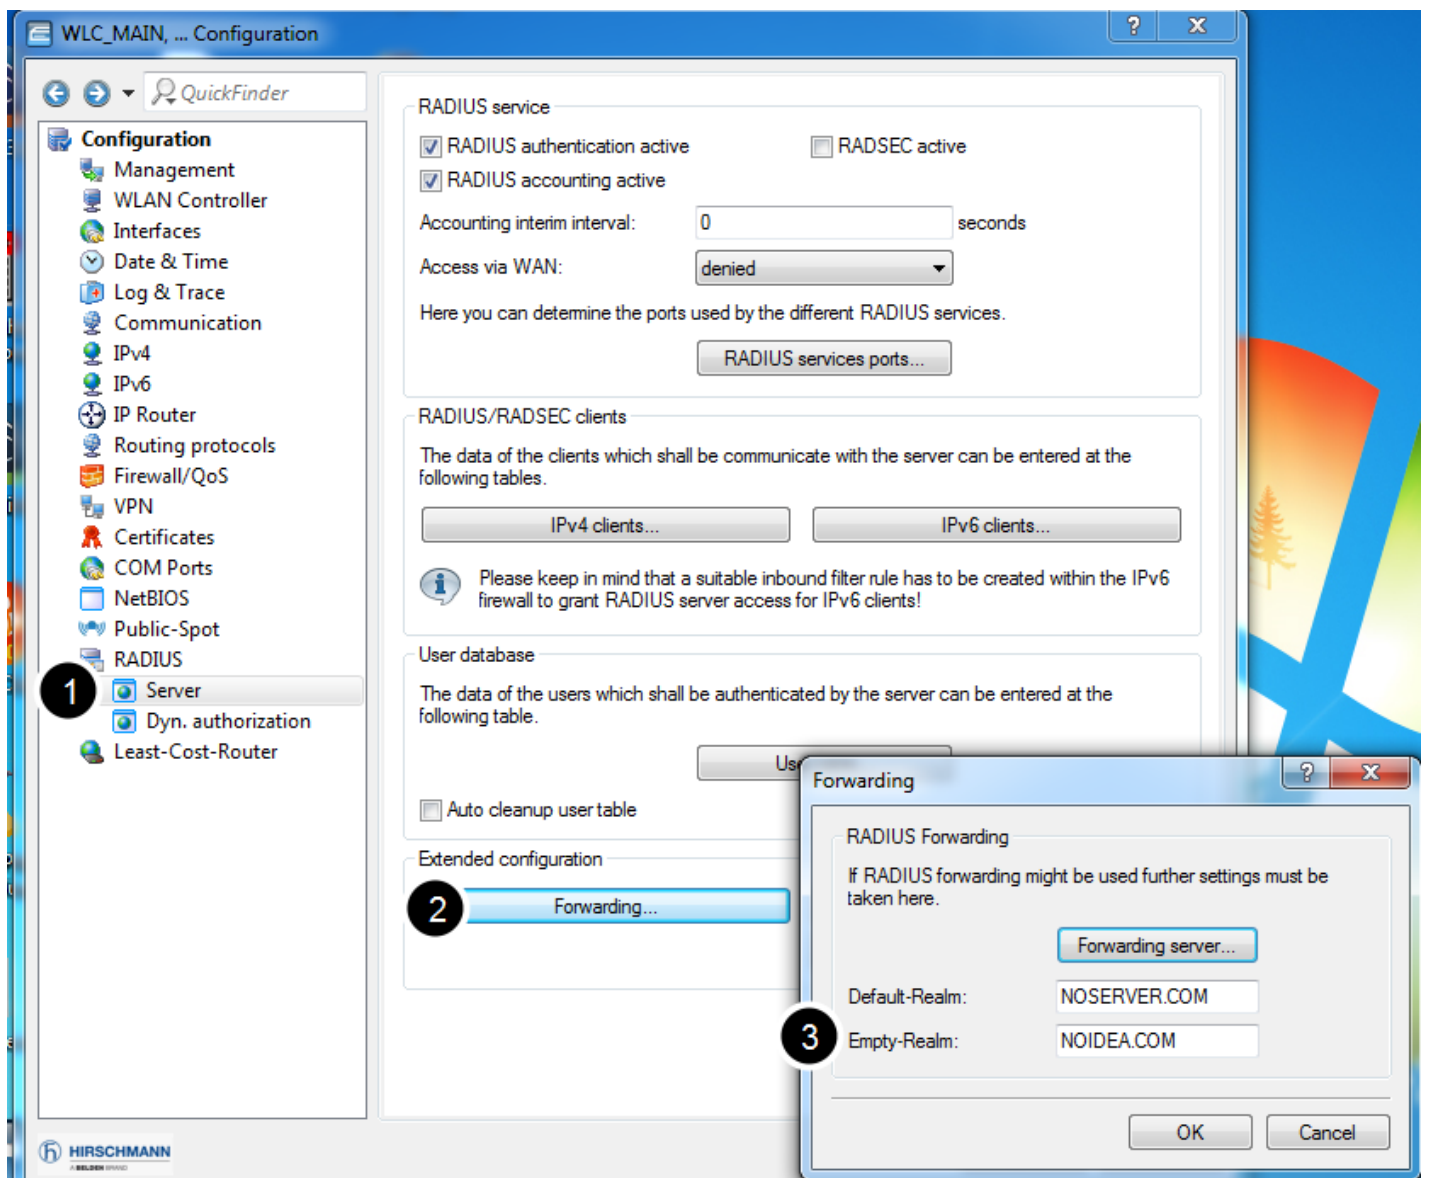 WLC_MAIN, ... Configuration
?
X
QuickFinder
Configuration
Management
WLAN Controller
Interfaces
Date & Time
Log & Trace
Communication
IPv4
IPv6
IP Router
Routing protocols
Firewall/QoS
VPN
Certificates
COM Ports
NetBIOS
Public-Spot
RADIUS
1
Server
Dyn. authorization
Least-Cost-Router
HIRSCHMANN
A BELDEN BRAND
RADIUS service
RADIUS authentication active
RADSEC active
RADIUS accounting active
Accounting interim interval:
0
seconds
Access via WAN:
denied
Here you can determine the ports used by the different RADIUS services.
RADIUS services ports...
RADIUS/RADSEC clients
The data of the clients which shall be communicate with the server can be entered at the
following tables.
IPv4 clients...
IPv6 clients...
Please keep in mind that a suitable inbound filter rule has to be created within the IPv6
firewall to grant RADIUS server access for IPv6 clients!
User database
The data of the users which shall be authenticated by the server can be entered at the
following table.
Auto cleanup user table
Extended configuration
2
Forwarding...
Forwarding
?
X
RADIUS Forwarding
If RADIUS forwarding might be used further settings must be
taken here.
Forwarding server...
Default-Realm:
NOSERVER.COM
3
Empty-Realm:
NOIDEA.COM
OK
Cancel